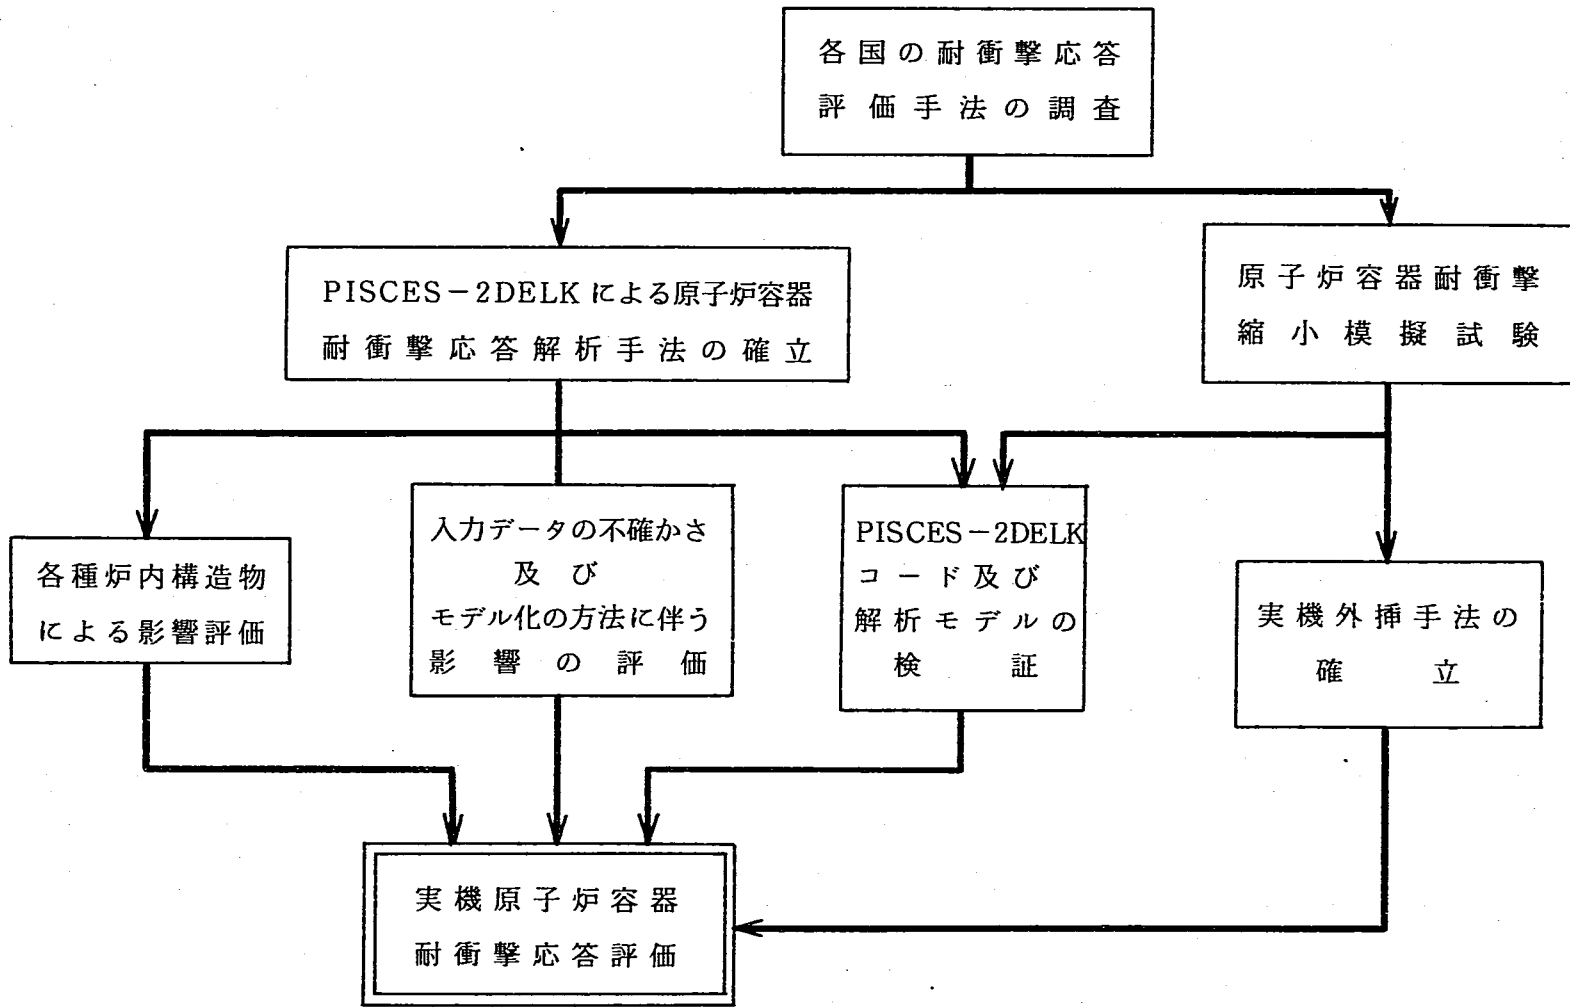 各国の耐衝撃応答
評価手法の調査
PISCES-2DELKによる原子炉容器
耐衝撃応答解析手法の確立
原子炉容器耐衝撃
縮小模擬試験
各種炉内構造物
による影響評価
入力データの不確かさ
及び
モデル化の方法に伴う
影響の評価
PISCES-2DELK
コード及び
解析モデルの
検証
実機外挿手法の
確立
実機原子炉容器
耐衝撃応答評価